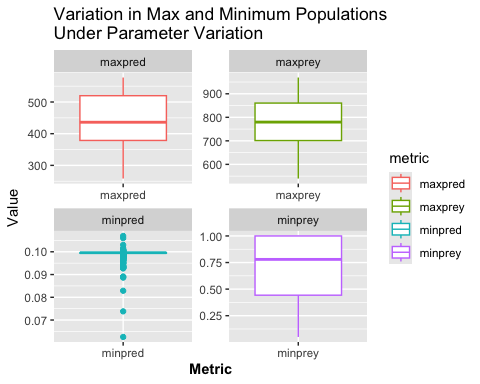 Variation in Max and Minimum Populations
Under Parameter Variation
maxpred
maxprey
500
400
300
900
800
700
600
maxpred
maxprey
Value
minpred
minprey
0.10
0.09
0.08
0.07
1.00
0.75
0.50
0.25
minpred
minprey
Metric
metric
maxpred
maxprey
minpred
minprey